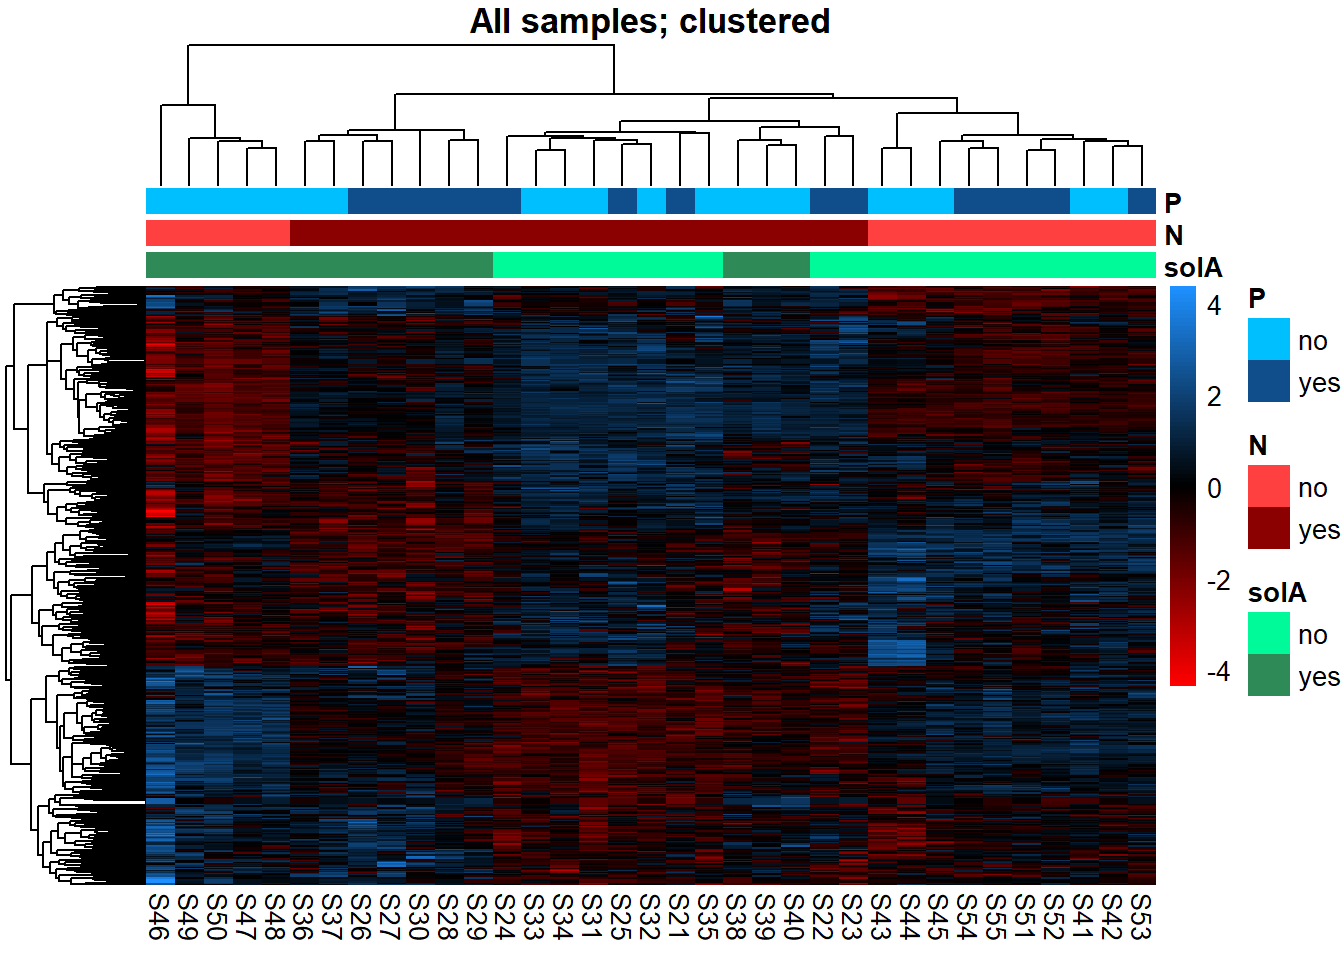 All samples; clustered
P
N
solA
4
2
0
-2
-4
P
no
yes
N
no
yes
solA
no
yes
S46
S49
S50
S47
S48
S36
S37
S26
S27
S30
S28
S29
S24
S33
S34
S31
S25
S32
S21
S35
S38
S39
S40
S22
S23
S43
S44
S45
S54
S55
S51
S52
S41
S42
S53